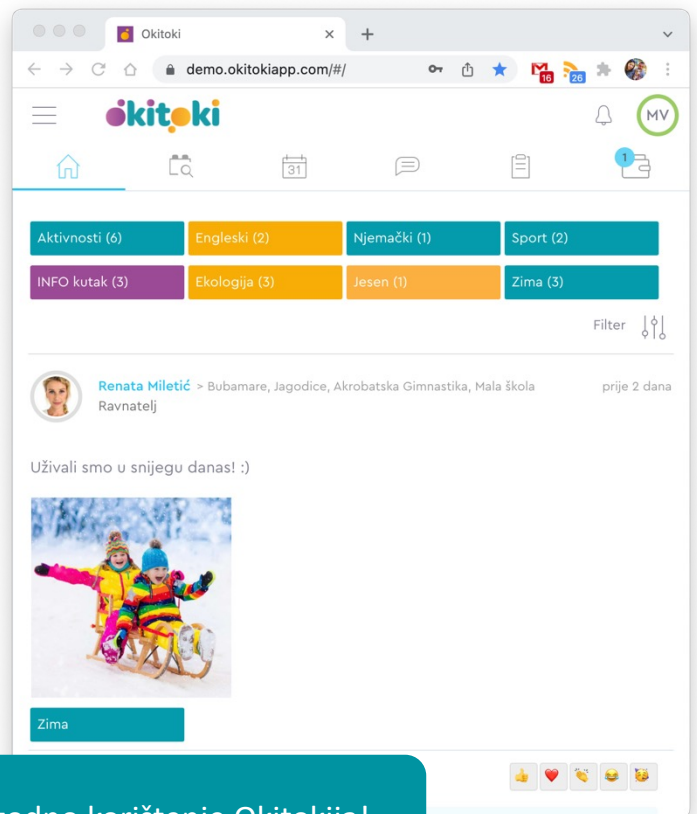 Okitoki
demo.okitokiapp.com/#/
16
26
okitoki
MV
31
1
Aktivnosti (6)
Engleski (2)
Njemački (1)
Sport (2)
INFO kutak (3)
Ekologija (3)
Jesen (1)
Zima (3)
Filter
Renata Miletić > Bubamare, Jagodice, Akrobatska Gimnastika, Mala škola
prije 2 dana
Ravnatelj
Uživali smo u snijegu danas! :)
Zima
korištenje Okitokija!